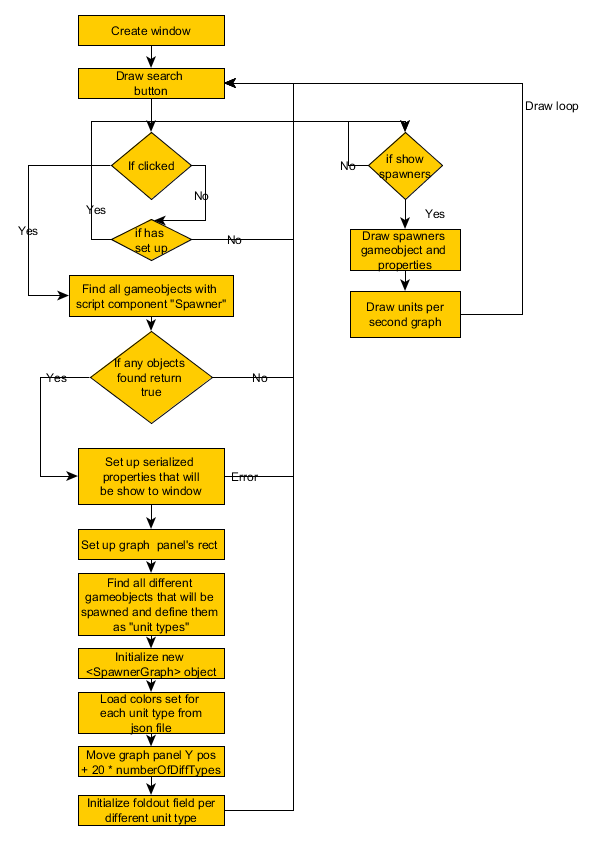 Create window
Draw search
button
Draw loop
If clicked
No
if show
spawners
No
Yes
Yes
Yes
if has
set up
No
Draw spawners
gameobject and
properties
Find all gameobjects with
script component "Spawner"
Draw units per
second graph
If any objects
found return
true
Yes
No
Set up serialized
properties that will
be show to window
Error
Set up graph  panel's rect
Find all different
gameobjects that will be
spawned and define them
as "unit types"
Initialize new
<SpawnerGraph> object
Load colors set for
each unit type from
json file
Move graph panel Y pos
+ 20 * numberOfDiffTypes
Initialize foldout field per
different unit type